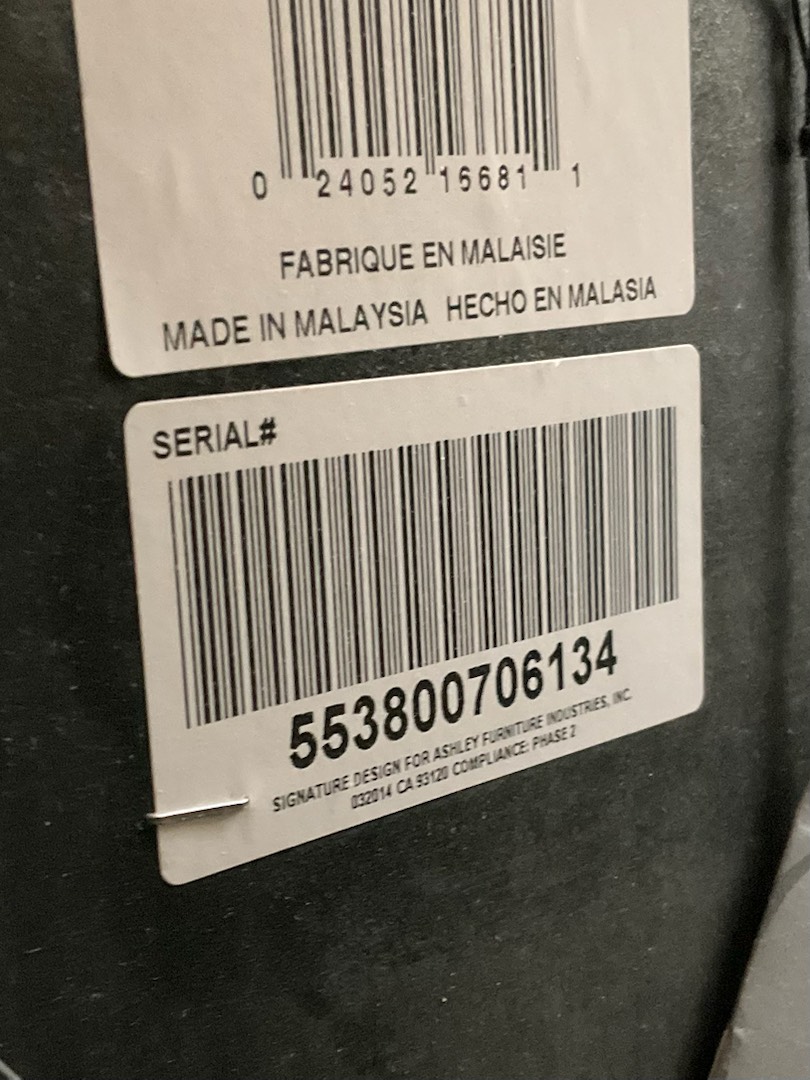 0 24052 16681 1
FABRIQUE EN MALAISIE
MADE IN MALAYSIA HECHO EN MALASIA
SERIAL#
553800706134
SIGNATURE DESIGN FOR ASHLEY FURNITURE INDUSTRIES, INC.
032014 CA 93120 COMPLIANCE: PHASE 2